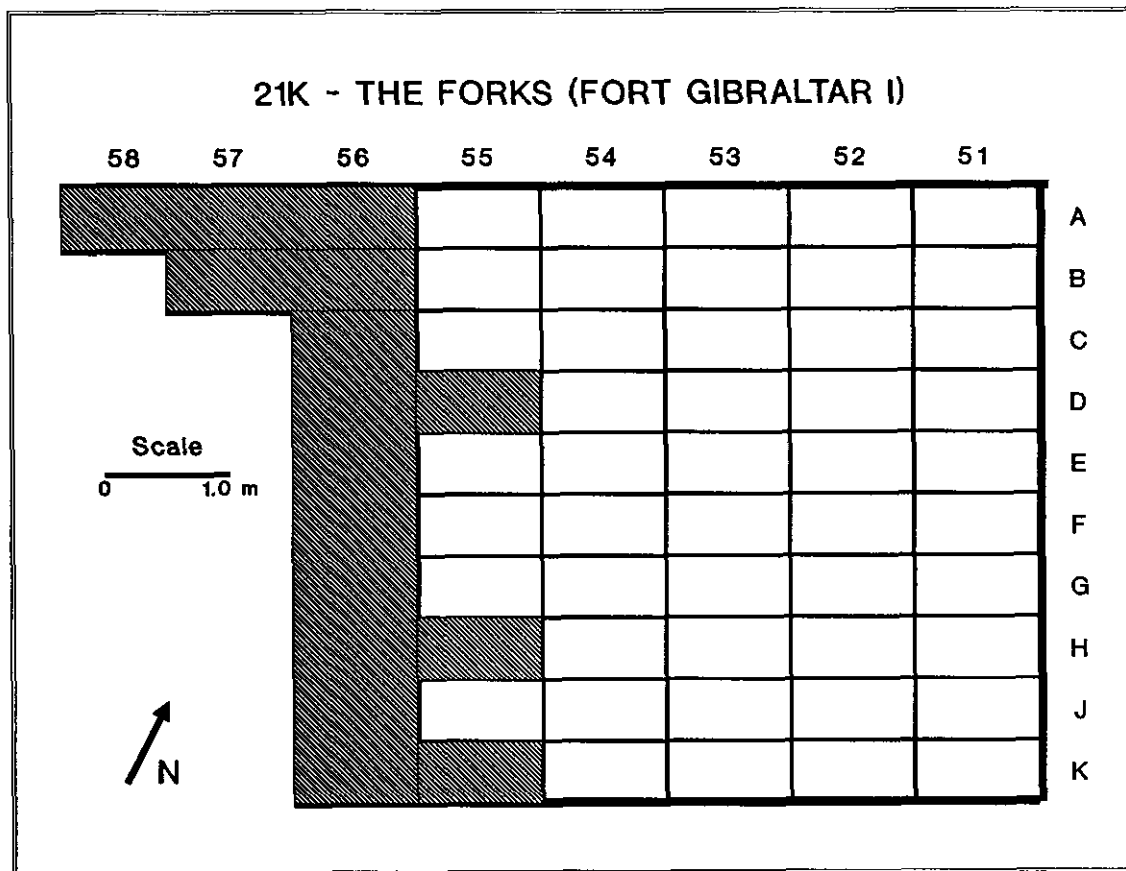 21K - THE FORKS (FORT GIBRALTAR I)
58 57 56 55 54 53 52 51
A
B
C
D
Scale
E
0 1.0 m
F
G
H
J
N
K